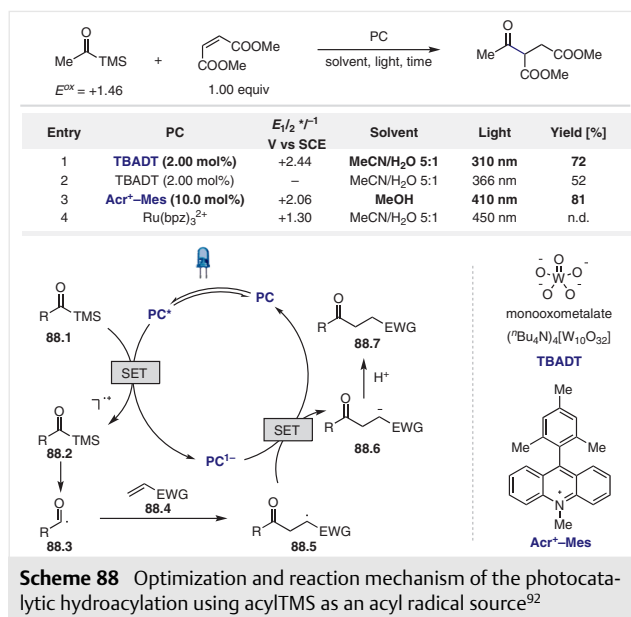 O
Me
TMS
+
COOMe
COOMe
PC
solvent, light, time
O
Me
COOMe
COOMe
E^ox = +1.46
1.00 equiv
Entry PC E1/2 */-1 V vs SCE Solvent Light Yield [%]
1 TBADT (2.00 mol%) +2.44 MeCN/H2O 5:1 310 nm 72
2 TBADT (2.00 mol%) – MeCN/H2O 5:1 366 nm 52
3 Acr+–Mes (10.0 mol%) +2.06 MeOH 410 nm 81
4 Ru(bpz)3^2+ +1.30 MeCN/H2O 5:1 450 nm n.d.
O
R
TMS
88.1
PC*
PC
SET
O
R
TMS
88.2
•+
PC1–
O
R
88.3
EWG
88.4
O
R
EWG
88.5
SET
O
R
–
EWG
88.6
H+
O
R
EWG
88.7
O
O– W O–
O– O–
monooxometalate
(nBu4N)4[W10O32]
TBADT
Me
Me
Me
N
+
Me
Acr+–Mes
Scheme 88 Optimization and reaction mechanism of the photocata-
lytic hydroacylation using acylTMS as an acyl radical source92